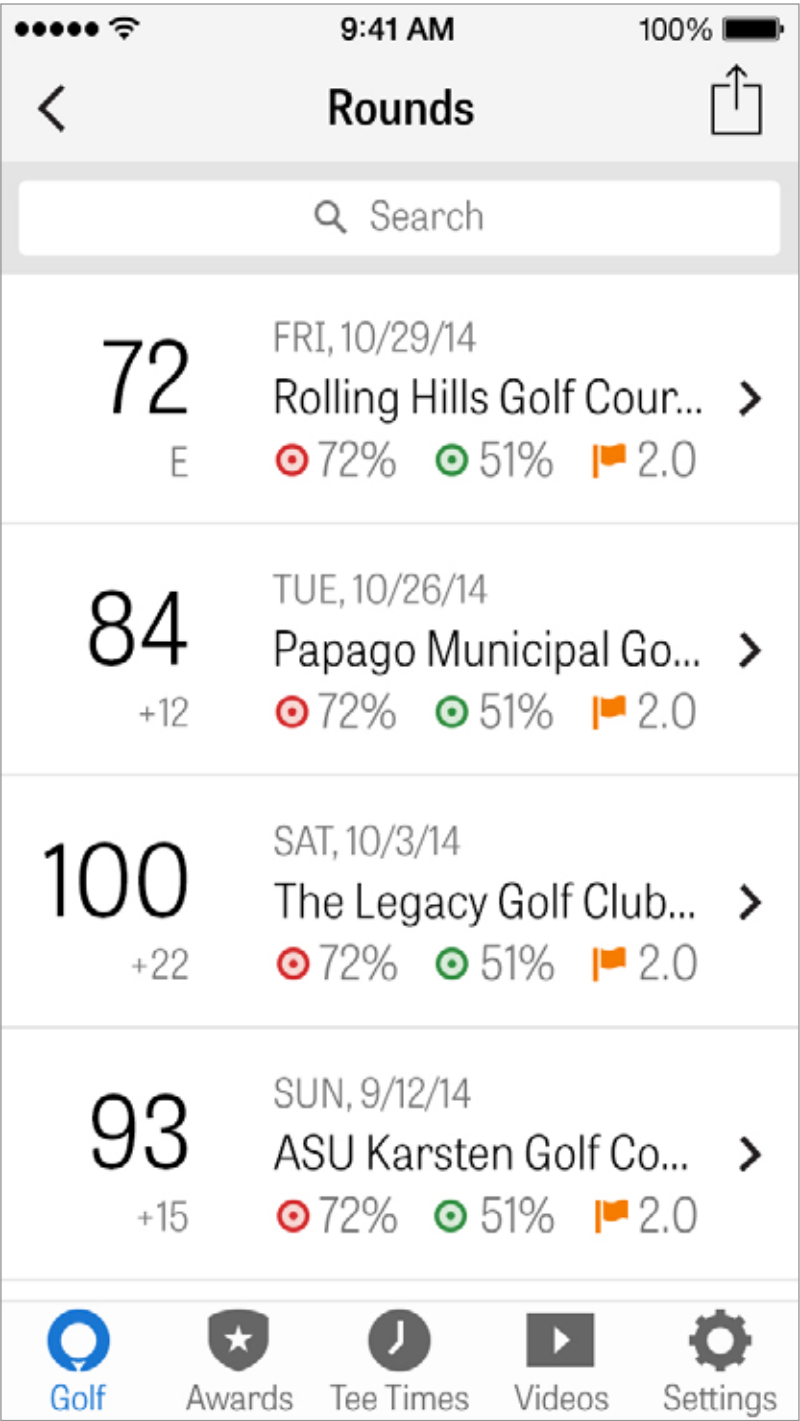 9:41 AM 100%
Rounds
Search
72 FRI, 10/29/14
Rolling Hills Golf Cour...
E 72% 51% 2.0
84 TUE, 10/26/14
Papago Municipal Go...
+12 72% 51% 2.0
100 SAT, 10/3/14
The Legacy Golf Club...
+22 72% 51% 2.0
93 SUN, 9/12/14
ASU Karsten Golf Co...
+15 72% 51% 2.0
Golf Awards Tee Times Videos Settings